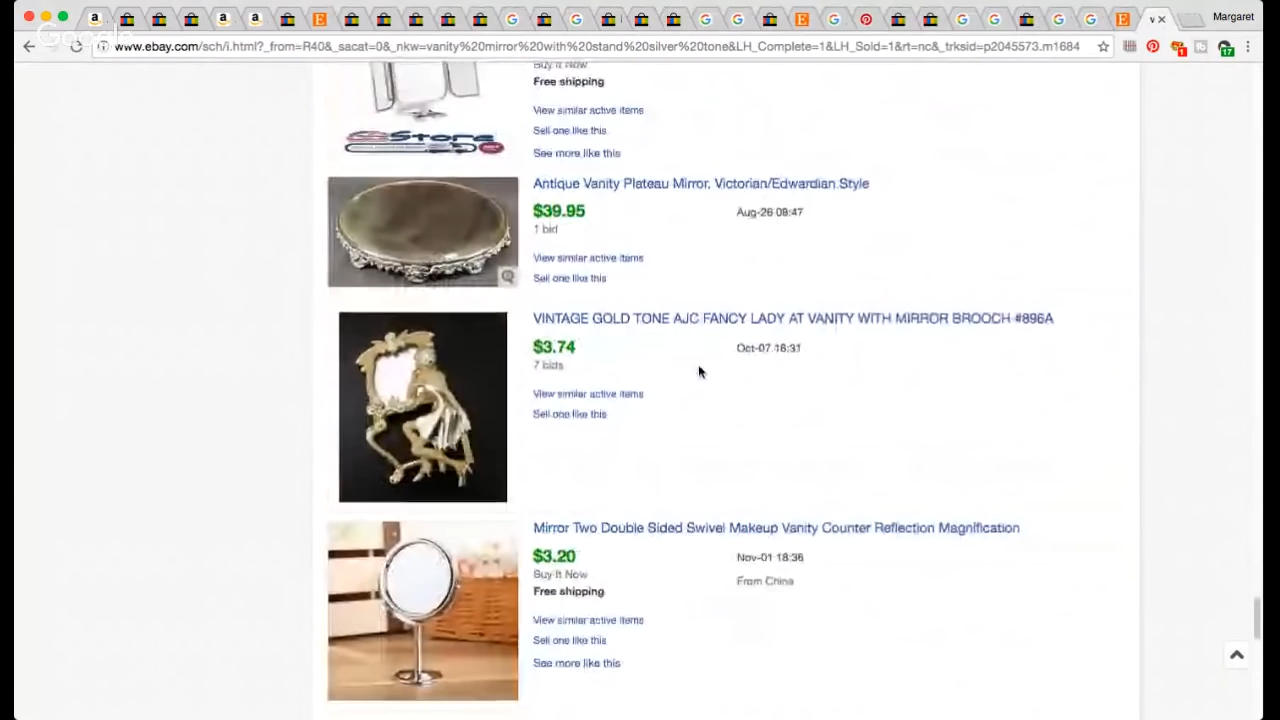 Margaret
Google
www.ebay.com/sch/i.html?_from=R40&_sacat=0&_nkw=vanity%20mirror%20with%20stand%20silver%20tone&LH_Complete=1&LH_Sold=1&rt=nc&_trksid=p2045573.m1684
1
17
Buy It Now
Free shipping
View similar active items
Sell one like this
Store
See more like this
Antique Vanity Plateau Mirror, Victorian/Edwardian Style
$39.95
Aug-26 08:47
1 bid
View similar active items
Sell one like this
VINTAGE GOLD TONE AJC FANCY LADY AT VANITY WITH MIRROR BROOCH #896A
$3.74
Oct-07 16:31
7 bids
View similar active items
Sell one like this
Mirror Two Double Sided Swivel Makeup Vanity Counter Reflection Magnification
$3.20
Nov-01 18:36
Buy It Now
From China
Free shipping
View similar active items
Sell one like this
See more like this